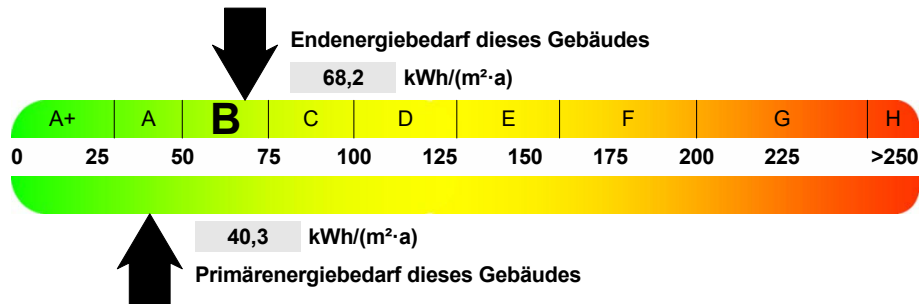 Endenergiebedarf dieses Gebäudes
68,2 kWh/(m²·a)
A+ A B C D E F G H
0 25 50 75 100 125 150 175 200 225 >250
40,3 kWh/(m²·a)
Primärenergiebedarf dieses Gebäudes